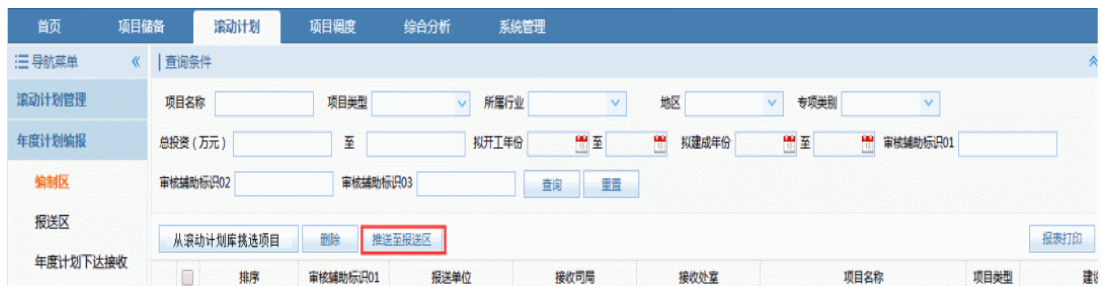 首页 项目储备 滚动计划 项目调度 综合分析 系统管理
导航菜单 « 查询条件
滚动计划管理 项目名称 项目类型 所属行业 地区 专项类别
年度计划编报 总投资（万元） 至 拟开工年份 至 拟建成年份 至 审核辅助标识01
编制区 审核辅助标识02 审核辅助标识03 查询 重置
报送区 从滚动计划库挑选项目 删除 推送至报送区 报表打印
年度计划下达接收 排序 审核辅助标识01 报送单位 接收司局 接收处室 项目名称 项目类型